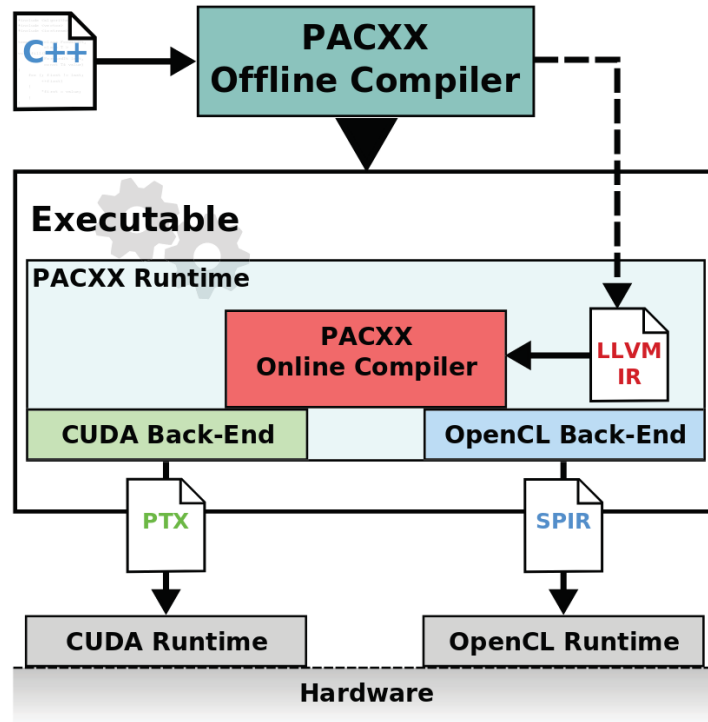 C++
PACXX
Offline Compiler
Executable
PACXX Runtime
PACXX
Online Compiler
LLVM
IR
CUDA Back-End
OpenCL Back-End
PTX
SPIR
CUDA Runtime
OpenCL Runtime
Hardware